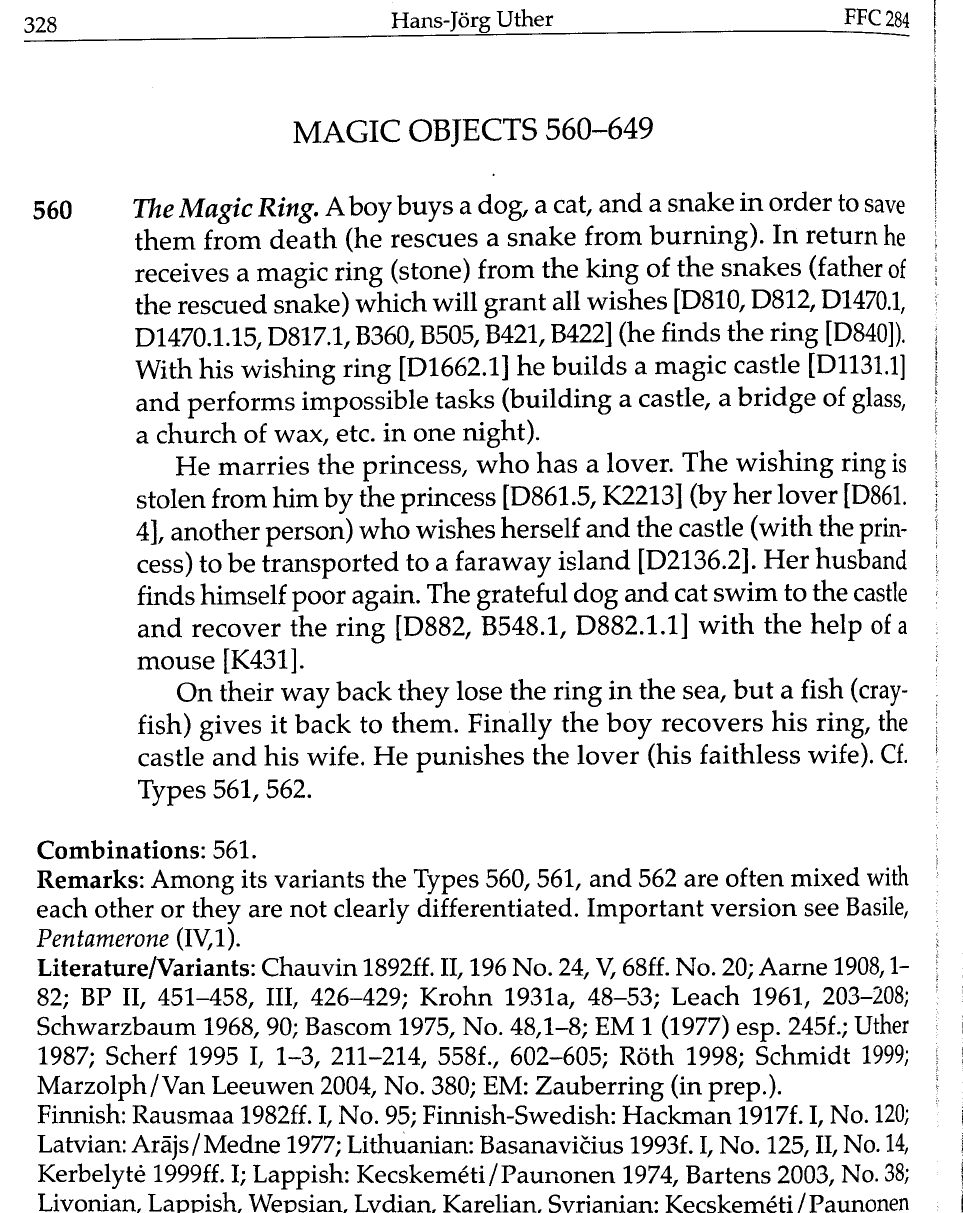 328 Hans-Jörg Uther FFC 284
MAGIC OBJECTS 560–649
560 The Magic Ring. A boy buys a dog, a cat, and a snake in order to save
them from death (he rescues a snake from burning). In return he
receives a magic ring (stone) from the king of the snakes (father of
the rescued snake) which will grant all wishes [D810, D812, D1470.1,
D1470.1.15, D817.1, B360, B505, B421, B422] (he finds the ring [D840]).
With his wishing ring [D1662.1] he builds a magic castle [D1131.1]
and performs impossible tasks (building a castle, a bridge of glass,
a church of wax, etc. in one night).
He marries the princess, who has a lover. The wishing ring is
stolen from him by the princess [D861.5, K2213] (by her lover [D861.
4], another person) who wishes herself and the castle (with the prin-
cess) to be transported to a faraway island [D2136.2]. Her husband
finds himself poor again. The grateful dog and cat swim to the castle
and recover the ring [D882, B548.1, D882.1.1] with the help of a
mouse [K431].
On their way back they lose the ring in the sea, but a fish (cray-
fish) gives it back to them. Finally the boy recovers his ring, the
castle and his wife. He punishes the lover (his faithless wife). Cf.
Types 561, 562.
Combinations: 561.
Remarks: Among its variants the Types 560, 561, and 562 are often mixed with
each other or they are not clearly differentiated. Important version see Basile,
Pentamerone (IV,1).
Literature/Variants: Chauvin 1892ff. II, 196 No. 24, V, 68ff. No. 20; Aarne 1908, 1–
82; BP II, 451–458, III, 426–429; Krohn 1931a, 48–53; Leach 1961, 203–208;
Schwarzbaum 1968, 90; Bascom 1975, No. 48,1–8; EM 1 (1977) esp. 245f.; Uther
1987; Scherf 1995 I, 1–3, 211–214, 558f., 602–605; Röth 1998; Schmidt 1999;
Marzolph/Van Leeuwen 2004, No. 380; EM: Zauberring (in prep.).
Finnish: Rausmaa 1982ff. I, No. 95; Finnish-Swedish: Hackman 1917f. I, No. 120;
Latvian: Arājs/Medne 1977; Lithuanian: Basanavičius 1993f. I, No. 125, II, No. 14,
Kerbelytė 1999ff. I; Lappish: Kecskeméti/Paunonen 1974, Bartens 2003, No. 38;
Livonian, Lappish, Wepsian, Lydian, Karelian, Syrjanian: Kecskeméti/Paunonen